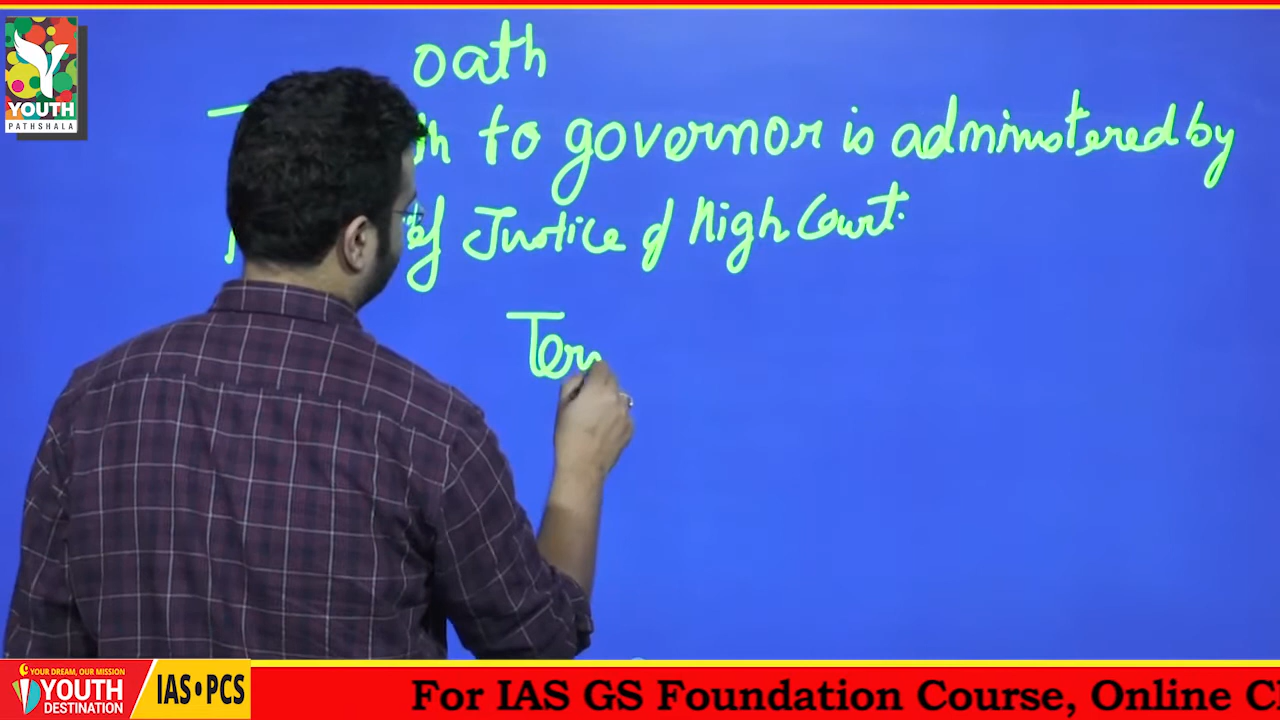 YOUTH
PATHSHALA
oath
to governor is administered by
Justice of High Court.
Ter
YOUR DREAM, OUR MISSION
YOUTH
DESTINATION
IAS•PCS
For IAS GS Foundation Course, Online